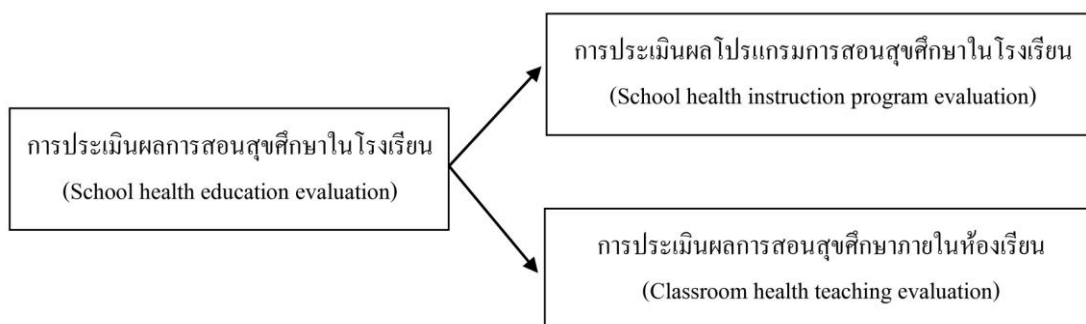 การประเมินผลการสอนสุขศึกษาในโรงเรียน
(School health education evaluation)
การประเมินผลโปรแกรมการสอนสุขศึกษาในโรงเรียน
(School health instruction program evaluation)
การประเมินผลการสอนสุขศึกษาภายในห้องเรียน
(Classroom health teaching evaluation)